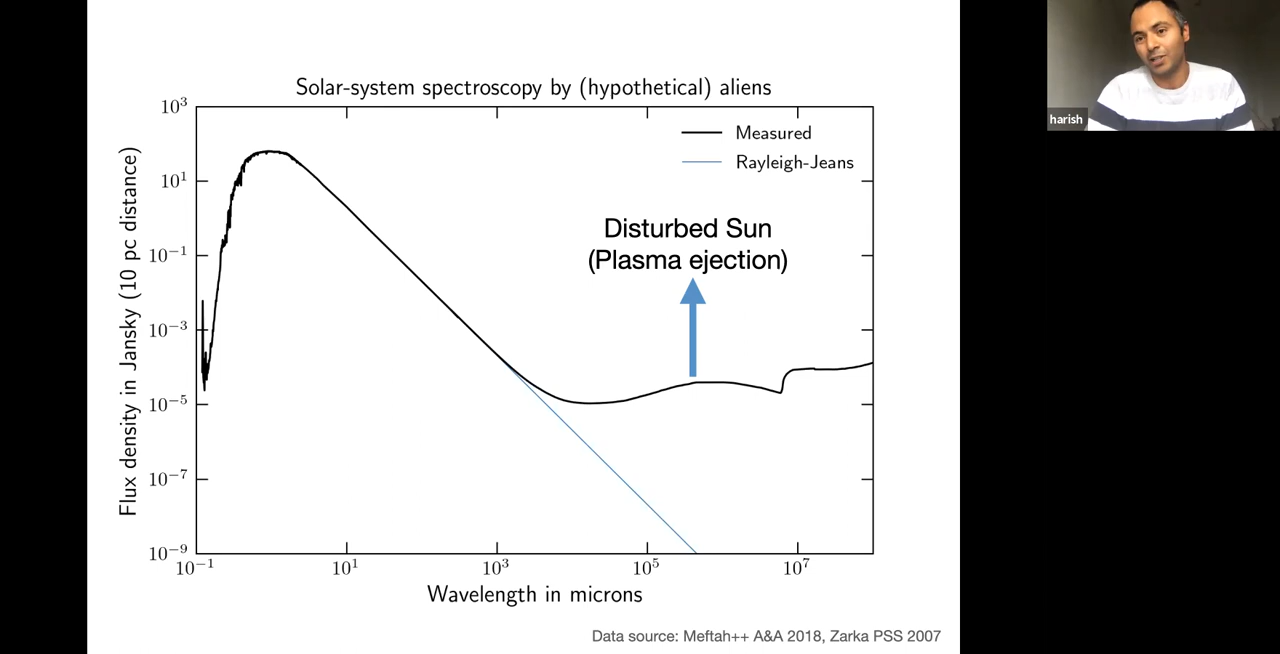 Solar-system spectroscopy by (hypothetical) aliens
Measured
Rayleigh-Jeans
Disturbed Sun
(Plasma ejection)
Flux density in Jansky (10 pc distance)
10³
10¹
10⁻¹
10⁻³
10⁻⁵
10⁻⁷
10⁻⁹
10⁻¹ 10¹ 10³ 10⁵ 10⁷
Wavelength in microns
Data source: Meftah++ A&A 2018, Zarka PSS 2007
harish